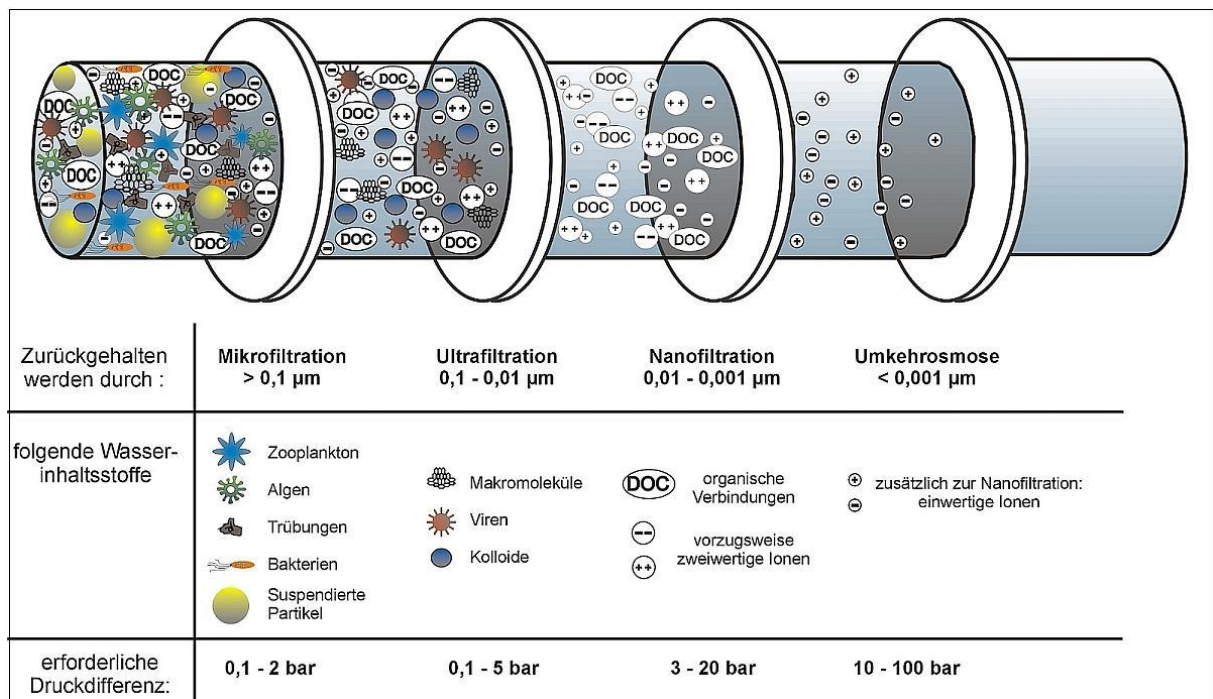 DOC DOC DOC
DOC DOC DOC
DOC DOC
DOC DOC DOC DOC
DOC DOC DOC DOC DOC
Zurückgehalten
werden durch :
Mikrofiltration
> 0,1 µm
Ultrafiltration
0,1 - 0,01 µm
Nanofiltration
0,01 - 0,001 µm
Umkehrosmose
< 0,001 µm
folgende Wasser-
inhaltsstoffe
Zooplankton
Algen
Trübungen
Bakterien
Suspendierte
Partikel
Makromoleküle
Viren
Kolloide
DOC organische
Verbindungen
-- vorzugsweise
++ zweiwertige Ionen
+ zusätzlich zur Nanofiltration:
- einwertige Ionen
erforderliche
Druckdifferenz:
0,1 - 2 bar
0,1 - 5 bar
3 - 20 bar
10 - 100 bar